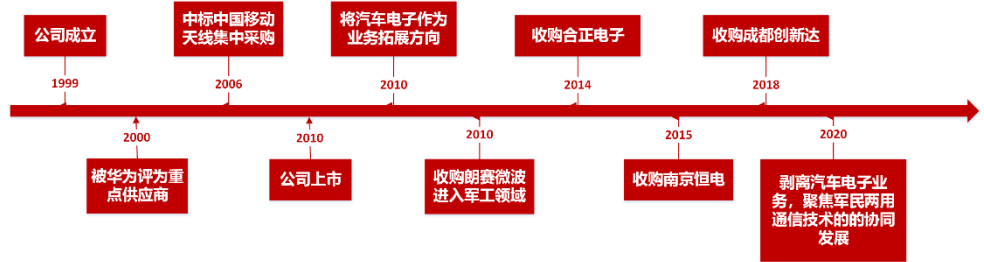 公司成立
1999
中标中国移动
天线集中采购
2006
将汽车电子作为
业务拓展方向
2010
收购合正电子
2014
收购成都创新达
2018
2000
被华为评为重
点供应商
2010
公司上市
2010
收购朗赛微波
进入军工领域
2015
收购南京恒电
2020
剥离汽车电子业
务，聚焦军民两用
通信技术的的协同
发展